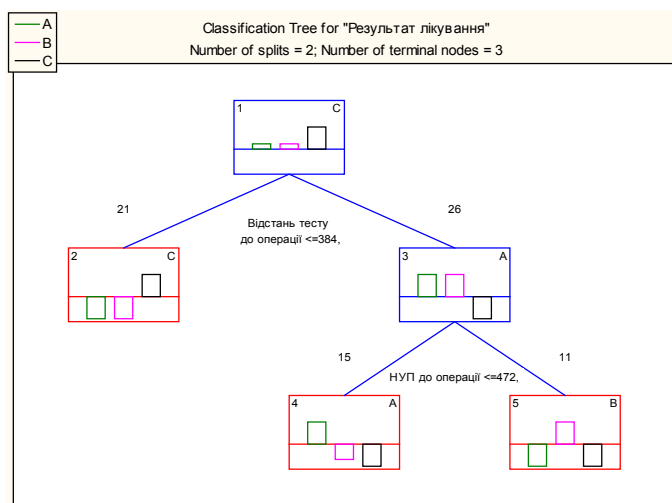 A
B
C
Classification Tree for "Результат лікування"
Number of splits = 2; Number of terminal nodes = 3
1 C
21 26
Відстань тесту
до операції <=384,
2 C
3 A
15 11
НУП до операції <=472,
4 A
5 B